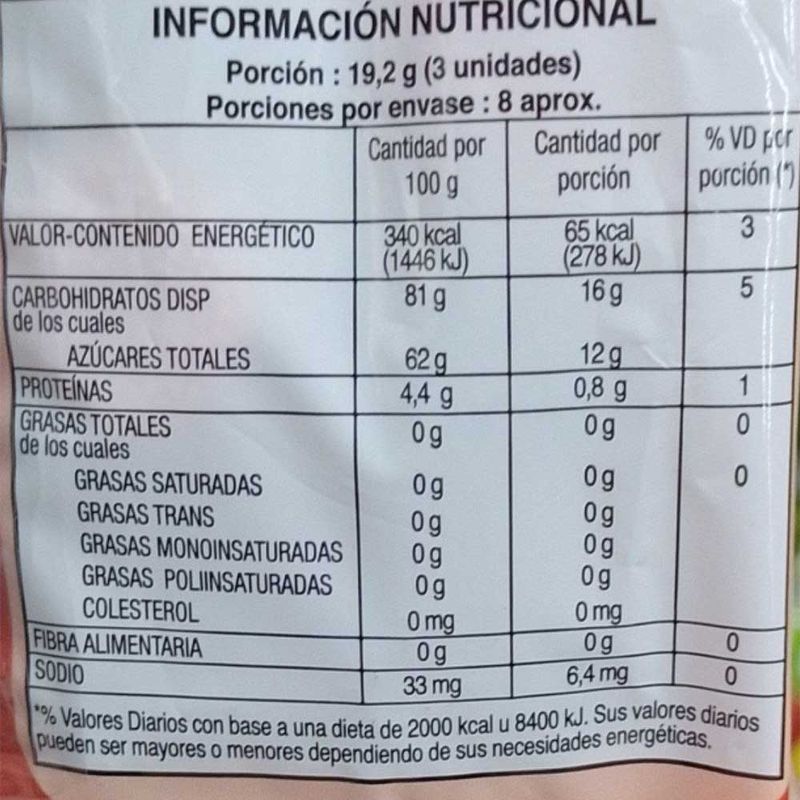 INFORMACIÓN NUTRICIONAL
Porción : 19,2 g (3 unidades)
Porciones por envase : 8 aprox.
Cantidad por 100 g Cantidad por porción % VD por porción (*)
VALOR-CONTENIDO ENERGÉTICO 340 kcal (1446 kJ) 65 kcal (278 kJ) 3
CARBOHIDRATOS DISP 81 g 16 g 5
de los cuales
AZÚCARES TOTALES 62 g 12 g
PROTEÍNAS 4,4 g 0,8 g 1
GRASAS TOTALES 0 g 0 g 0
de los cuales
GRASAS SATURADAS 0 g 0 g 0
GRASAS TRANS 0 g 0 g
GRASAS MONOINSATURADAS 0 g 0 g
GRASAS POLIINSATURADAS 0 g 0 g
COLESTEROL 0 mg 0 mg
FIBRA ALIMENTARIA 0 g 0 g 0
SODIO 33 mg 6,4 mg 0
*% Valores Diarios con base a una dieta de 2000 kcal u 8400 kJ. Sus valores diarios
pueden ser mayores o menores dependiendo de sus necesidades energéticas.